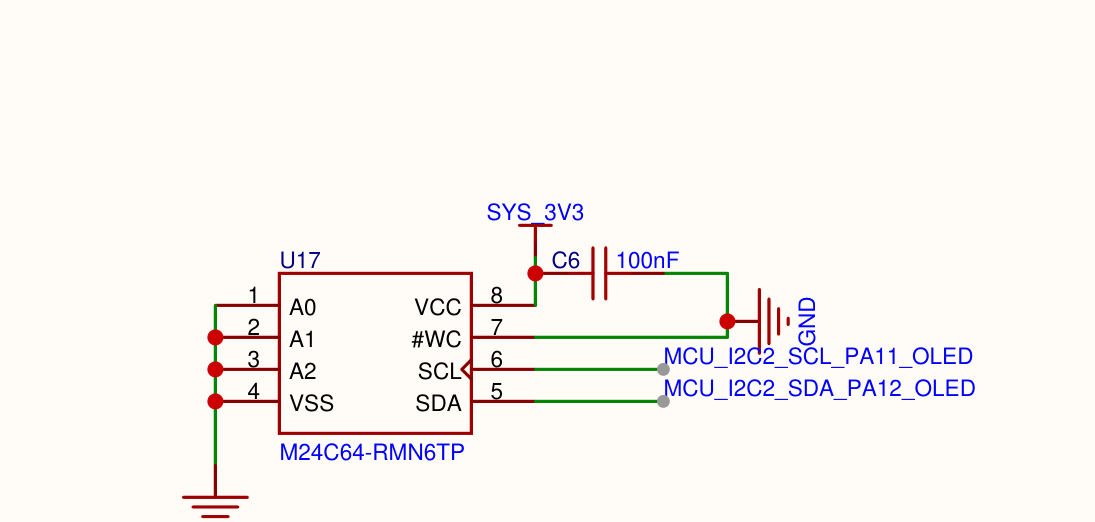 SYS_3V3
U17
C6 100nF
1 A0 VCC 8
2 A1 #WC 7
3 A2 SCL 6
4 VSS SDA 5
GND
MCU_I2C2_SCL_PA11_OLED
MCU_I2C2_SDA_PA12_OLED
M24C64-RMN6TP